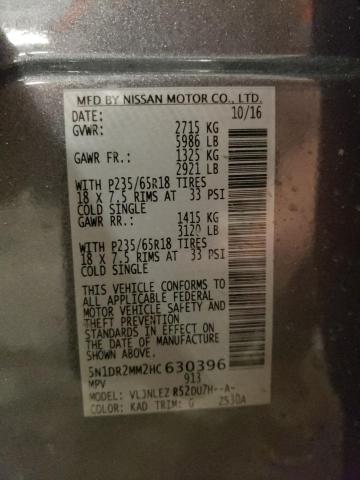 MFD BY NISSAN MOTOR CO., LTD.
DATE: 10/16
GVWR: 2715 KG
5986 LB
GAWR FR.: 1325 KG
2921 LB
WITH P235/65R18 TIRES
18 X 7.5 RIMS AT 33 PSI
COLD SINGLE
GAWR RR.: 1415 KG
3120 LB
WITH P235/65R18 TIRES
18 X 7.5 RIMS AT 33 PSI
COLD SINGLE
THIS VEHICLE CONFORMS TO
ALL APPLICABLE FEDERAL
MOTOR VEHICLE SAFETY AND
THEFT PREVENTION
STANDARDS IN EFFECT ON
THE DATE OF MANUFACTURE
SHOWN ABOVE.
5N1DR2MM2HC630396
MPV 913
MODEL: VLJNLEZ R52DU7H--A-
COLOR: KAD TRIM: G 2530A